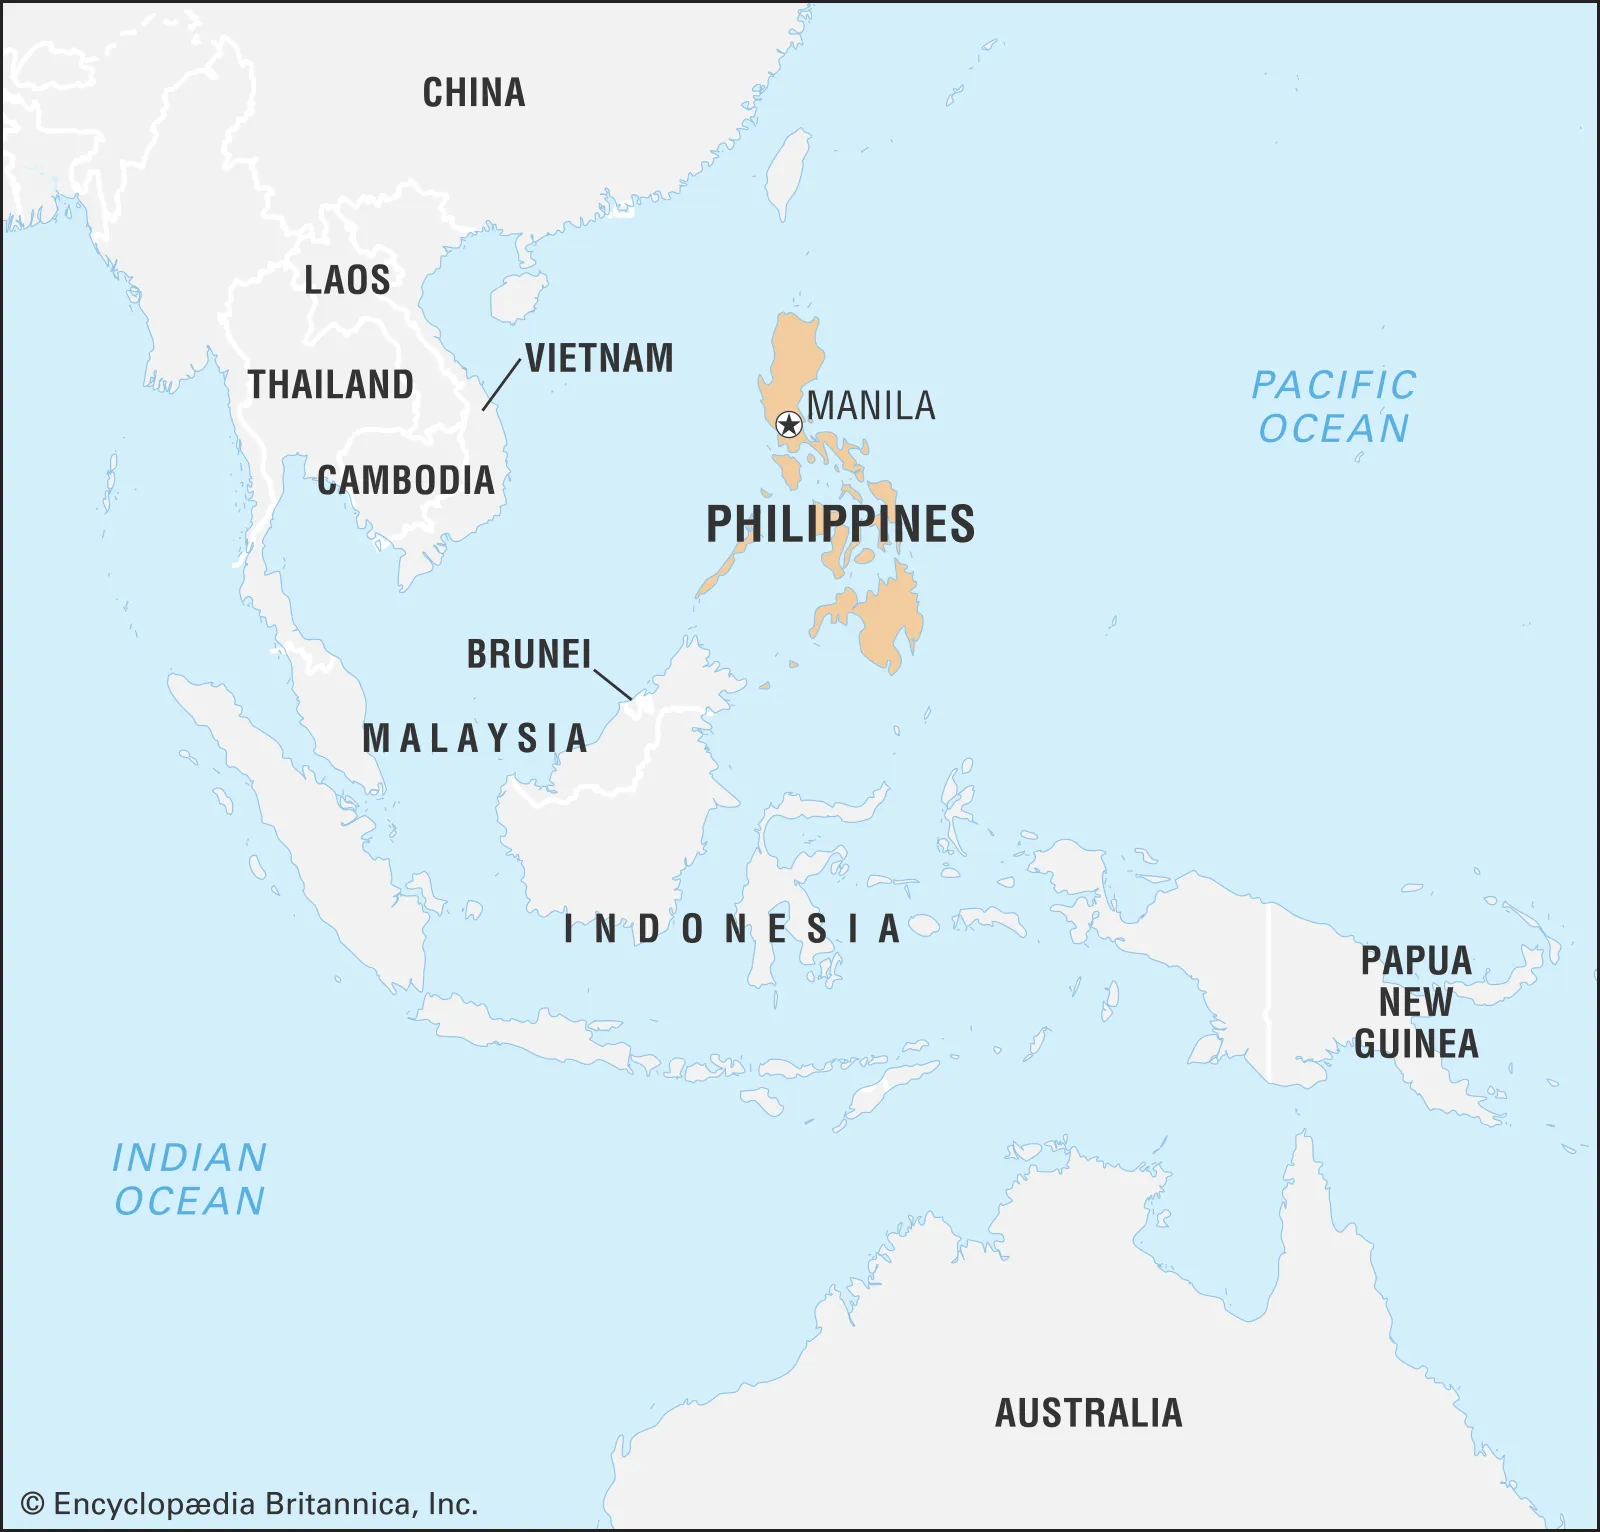 CHINA
LAOS
VIETNAM
THAILAND
MANILA
PACIFIC
OCEAN
CAMBODIA
PHILIPPINES
BRUNEI
MALAYSIA
INDONESIA
PAPUA
NEW
GUINEA
INDIAN
OCEAN
AUSTRALIA
© Encyclopædia Britannica, Inc.